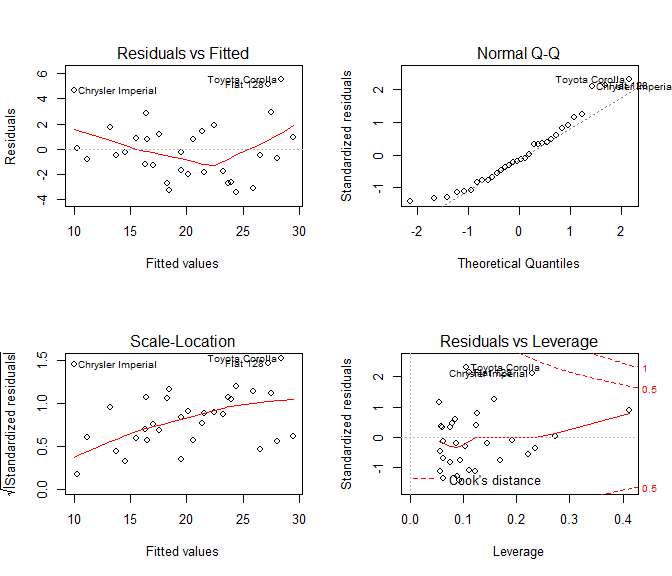 Residuals vs Fitted
Residuals
6
4
2
0
-2
-4
Toyota Corolla
Fiat 128
Chrysler Imperial
10 15 20 25 30
Fitted values
Normal Q-Q
Standardized residuals
2
1
0
-1
Toyota Corolla
Fiat 128
Chrysler Imperial
-2 -1 0 1 2
Theoretical Quantiles
Scale-Location
√|Standardized residuals|
1.5
1.0
0.5
0.0
Toyota Corolla
Fiat 128
Chrysler Imperial
10 15 20 25 30
Fitted values
Residuals vs Leverage
Standardized residuals
2
1
0
-1
Toyota Corolla
Fiat 128
Chrysler Imperial
1
0.5
0.5
Cook's distance
0.0 0.1 0.2 0.3 0.4
Leverage